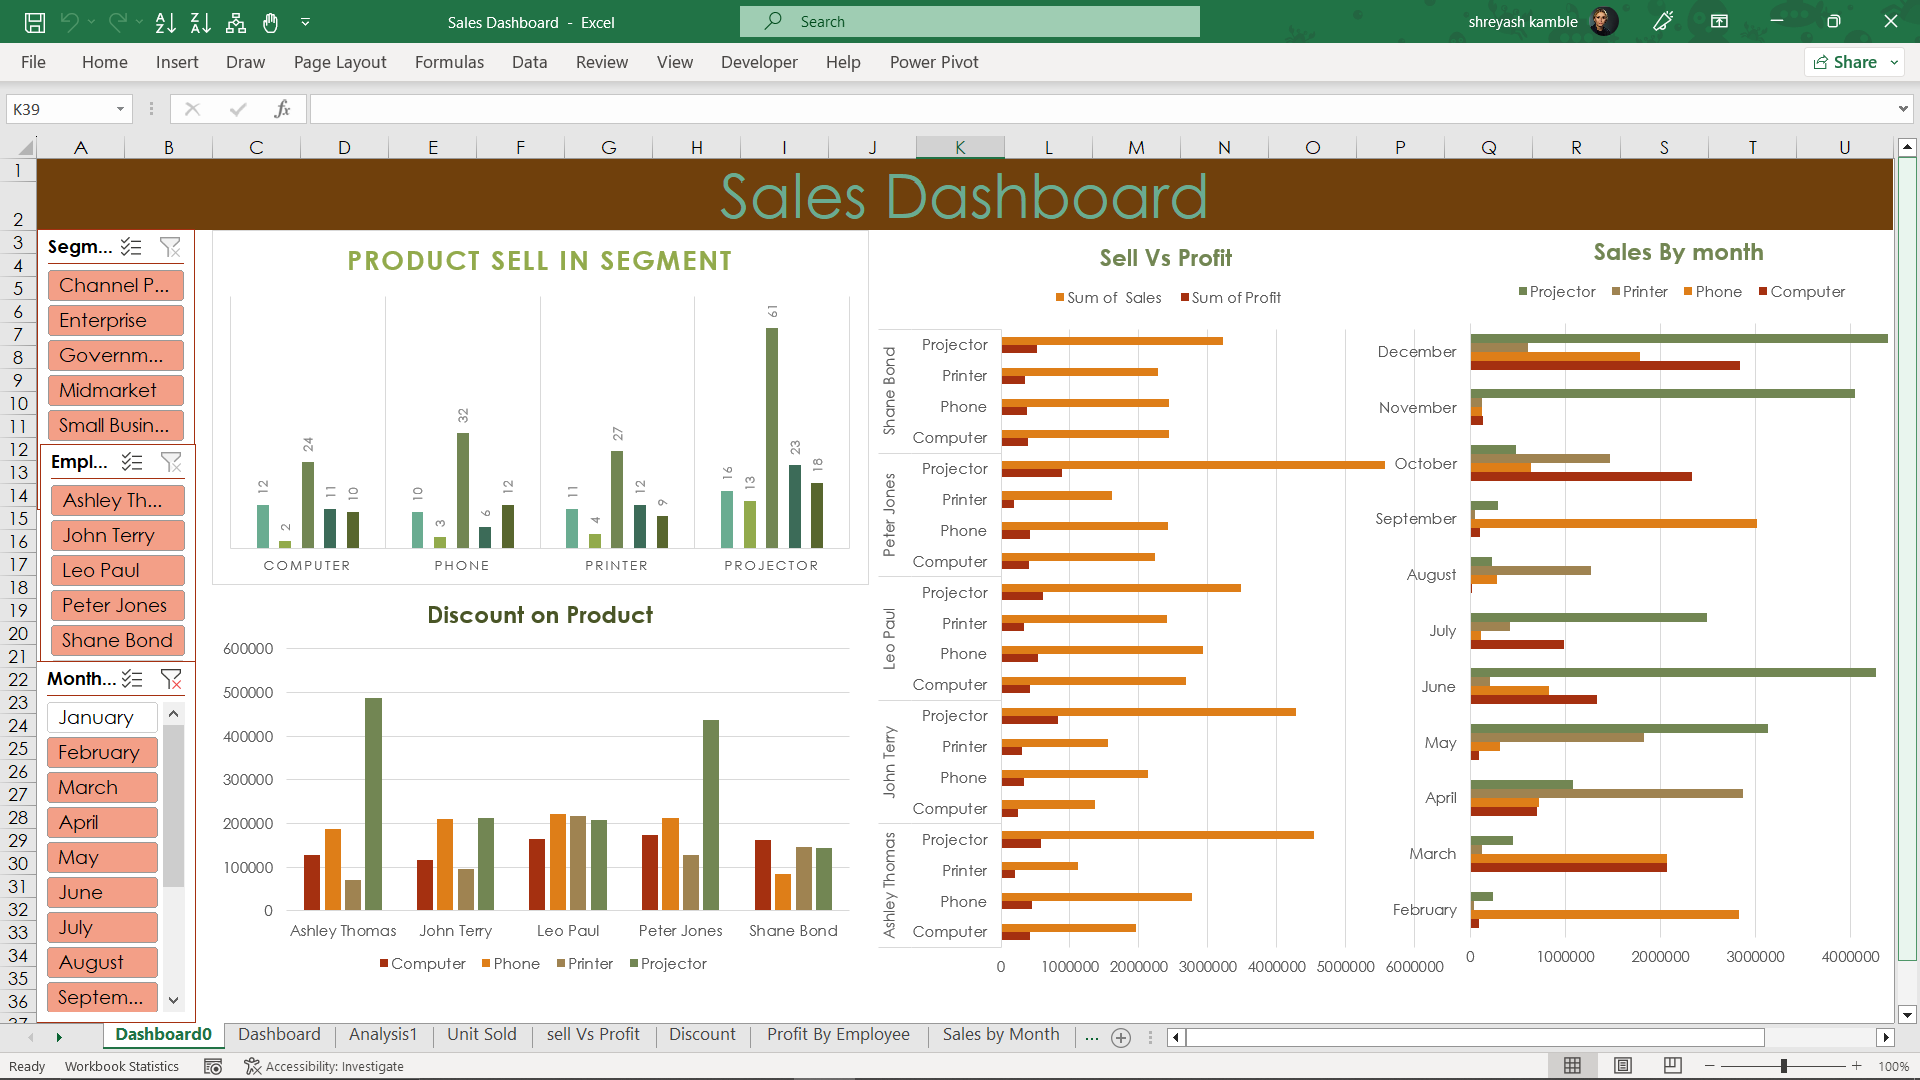 Sales Dashboard - Excel
Search
shreyash kamble
File Home Insert Draw Page Layout Formulas Data Review View Developer Help Power Pivot
Share
K39
fx
A B C D E F G H I J K L M N O P Q R S T U
1
2
3
4
5
6
7
8
9
10
11
12
13
14
15
16
17
18
19
20
21
22
23
24
25
26
27
28
29
30
31
32
33
34
35
36
37
Sales Dashboard
Segm...
Channel P...
Enterprise
Governm...
Midmarket
Small Busin...
Empl...
Ashley Th...
John Terry
Leo Paul
Peter Jones
Shane Bond
Month...
January
February
March
April
May
June
July
August
Septem...
PRODUCT SELL IN SEGMENT
12 2 24 11 10
10 3 32 6 12
11 4 27 12 9
16 13 61 23 18
COMPUTER PHONE PRINTER PROJECTOR
Discount on Product
600000
500000
400000
300000
200000
100000
0
Ashley Thomas John Terry Leo Paul Peter Jones Shane Bond
Computer Phone Printer Projector
Sell Vs Profit
Sum of Sales Sum of Profit
Shane Bond
Projector
Printer
Phone
Computer
Peter Jones
Projector
Printer
Phone
Computer
Leo Paul
Projector
Printer
Phone
Computer
John Terry
Projector
Printer
Phone
Computer
Ashley Thomas
Projector
Printer
Phone
Computer
0 1000000 2000000 3000000 4000000 5000000 6000000
Sales By month
Projector Printer Phone Computer
December
November
October
September
August
July
June
May
April
March
February
0 1000000 2000000 3000000 4000000
Dashboard0 Dashboard Analysis1 Unit Sold sell Vs Profit Discount Profit By Employee Sales by Month ...
Ready Workbook Statistics Accessibility: Investigate
100%